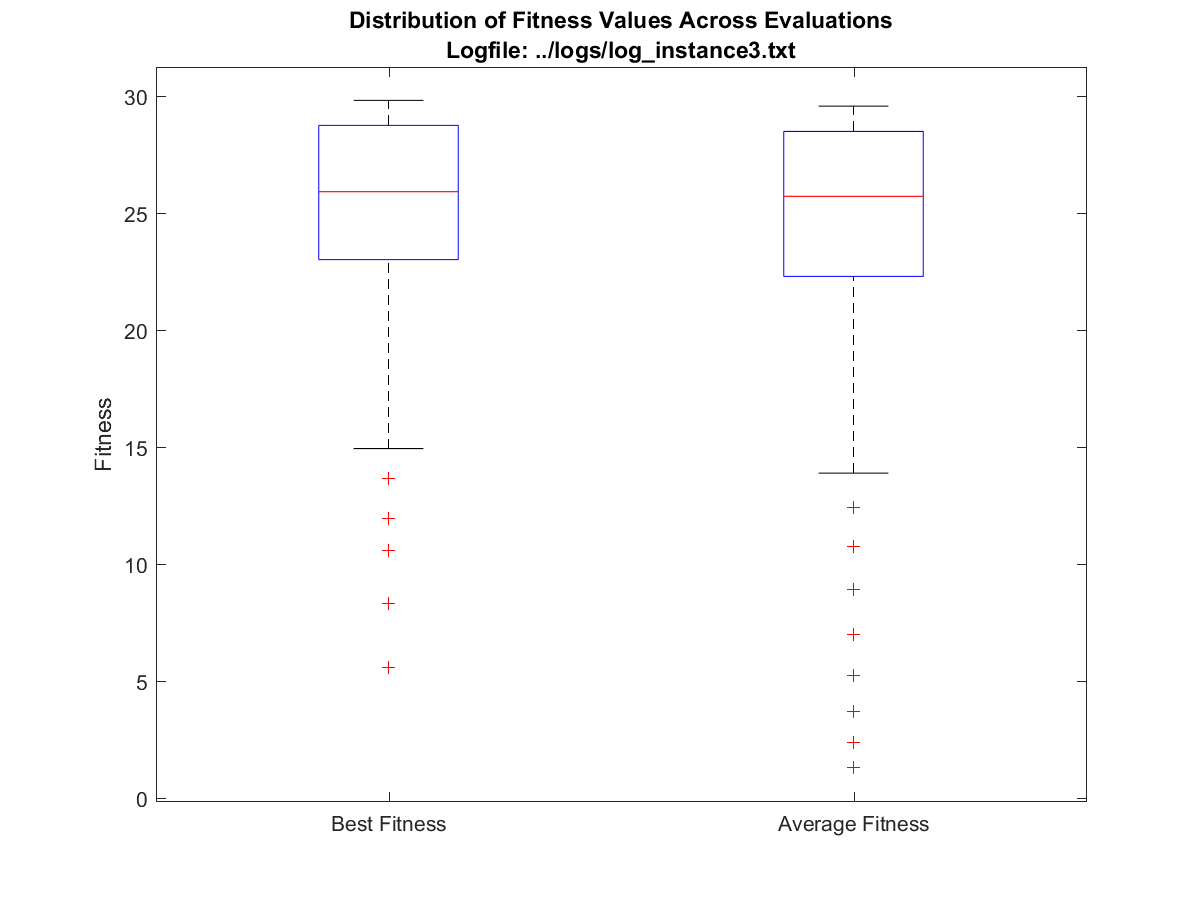 Distribution of Fitness Values Across Evaluations
Logfile: ../logs/log_instance3.txt
30
25
20
15
10
5
0
Fitness
Best Fitness
Average Fitness